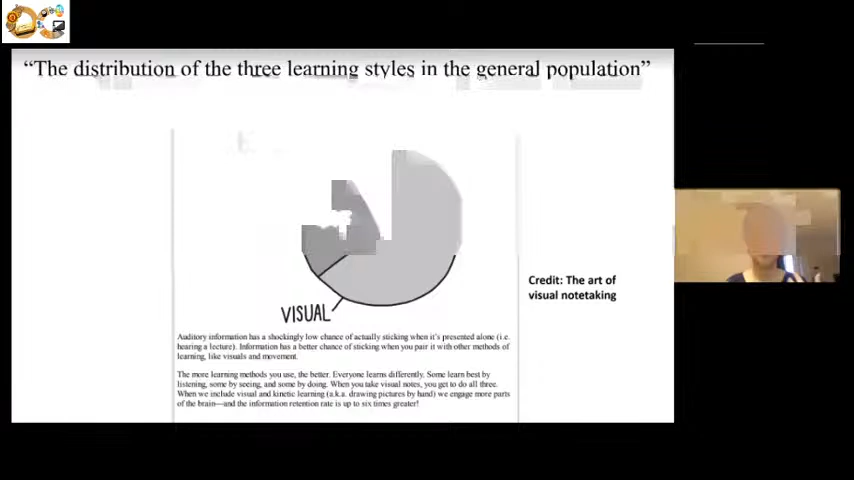 “The distribution of the three learning styles in the general population”
VISUAL
Credit: The art of
visual notetaking
Auditory information has a shockingly low chance of actually sticking when it's presented alone (i.e.
hearing a lecture). Information has a better chance of sticking when you pair it with other methods of
learning, like visuals and movement.
The more learning methods you use, the better. Everyone learns differently. Some learn best by
listening, some by seeing, and some by doing. When you take visual notes, you get to do all three.
When we include visual and kinetic learning (a.k.a. drawing pictures by hand) we engage more parts
of the brain—and the information retention rate is up to six times greater!